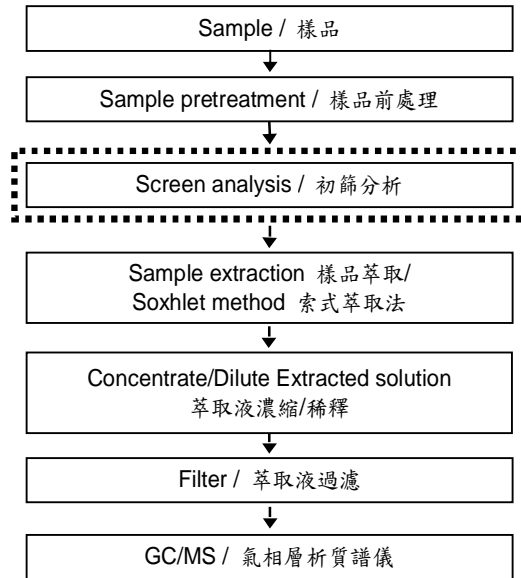 Sample / 樣品
Sample pretreatment / 樣品前處理
Screen analysis / 初篩分析
Sample extraction 樣品萃取/
Soxhlet method 索式萃取法
Concentrate/Dilute Extracted solution
萃取液濃縮/稀釋
Filter / 萃取液過濾
GC/MS / 氣相層析質譜儀